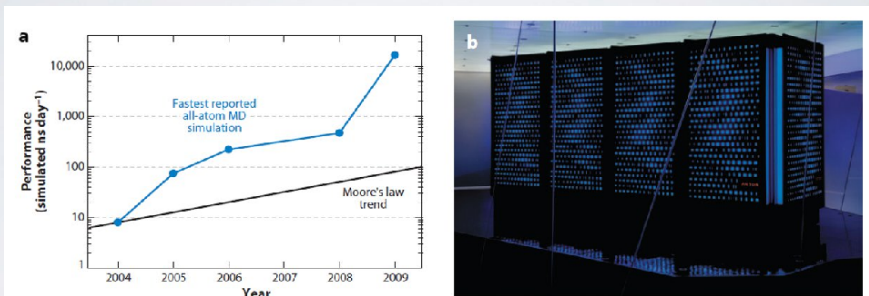 a
b
10,000
1,000
100
10
1
Performance
(simulated ns day⁻¹)
Fastest reported
all-atom MD
simulation
Moore's law
trend
2004 2005 2006 2007 2008 2009
Year